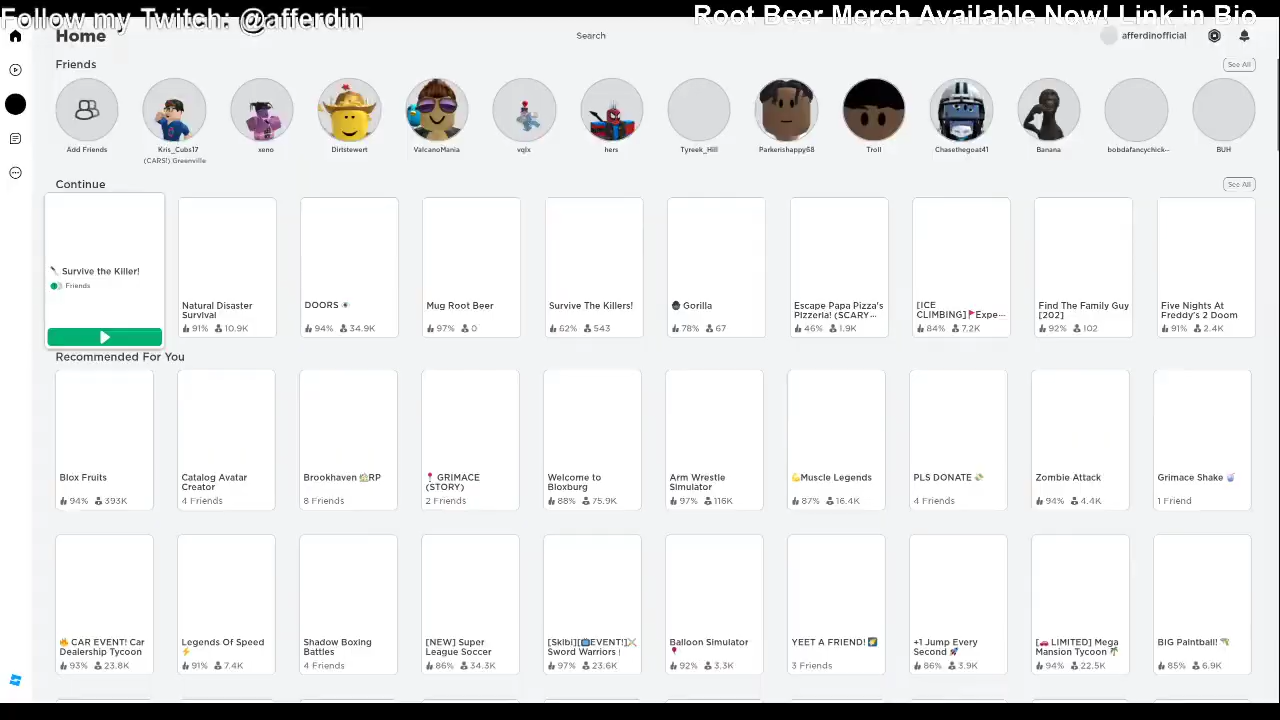 Follow my Twitch: @afferdin
Root Beer Merch Available Now! Link in Bio
Home
Search
afferdinofficial
Friends
See All
Add Friends
Kris_Cubs17
(CARS!) Greenville
xeno
Dirtstewert
ValcanoMania
vqlx
hers
Tyreek_Hill
Parkerishappy68
Troll
Chasethegoat41
Banana
bobdafancychick--
BUH
Continue
See All
🔪 Survive the Killer!
Friends
Natural Disaster
Survival
91% 10.9K
DOORS ☀
94% 34.9K
Mug Root Beer
97% 0
Survive The Killers!
62% 543
Gorilla
78% 67
Escape Papa Pizza's
Pizzeria! (SCARY...
46% 1.9K
[ICE
CLIMBING]🚩Expe...
84% 7.2K
Find The Family Guy
[202]
92% 102
Five Nights At
Freddy's 2 Doom
91% 2.4K
Recommended For You
Blox Fruits
94% 393K
Catalog Avatar
Creator
4 Friends
Brookhaven 🏡RP
8 Friends
📍 GRIMACE
(STORY)
2 Friends
Welcome to
Bloxburg
88% 75.9K
Arm Wrestle
Simulator
97% 116K
💪Muscle Legends
87% 16.4K
PLS DONATE 💸
4 Friends
Zombie Attack
94% 4.4K
Grimace Shake
1 Friend
🔥 CAR EVENT! Car
Dealership Tycoon
93% 23.8K
Legends Of Speed
⚡
91% 7.4K
Shadow Boxing
Battles
4 Friends
[NEW] Super
League Soccer
86% 34.3K
[Skibi][EVENT!]⚔
Sword Warriors
97% 23.6K
Balloon Simulator
🎈
92% 3.3K
YEET A FRIEND! 🌠
3 Friends
+1 Jump Every
Second 🚀
86% 3.9K
[🚗 LIMITED] Mega
Mansion Tycoon 🌴
94% 22.5K
BIG Paintball! 🔫
85% 6.9K